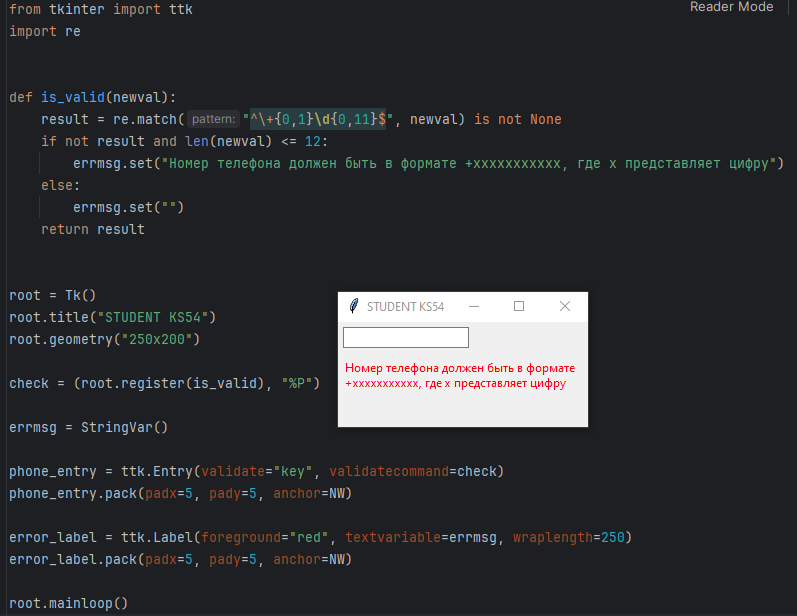 Reader Mode
from tkinter import ttk
import re
def is_valid(newval):
    result = re.match( pattern: "^\+{0,1}\d{0,11}$", newval) is not None
    if not result and len(newval) <= 12:
        errmsg.set("Номер телефона должен быть в формате +xxxxxxxxxxx, где x представляет цифру")
    else:
        errmsg.set("")
    return result
root = Tk()
root.title("STUDENT KS54")
root.geometry("250x200")
check = (root.register(is_valid), "%P")
errmsg = StringVar()
phone_entry = ttk.Entry(validate="key", validatecommand=check)
phone_entry.pack(padx=5, pady=5, anchor=NW)
error_label = ttk.Label(foreground="red", textvariable=errmsg, wraplength=250)
error_label.pack(padx=5, pady=5, anchor=NW)
root.mainloop()
STUDENT KS54
Номер телефона должен быть в формате
+xxxxxxxxxxx, где x представляет цифру